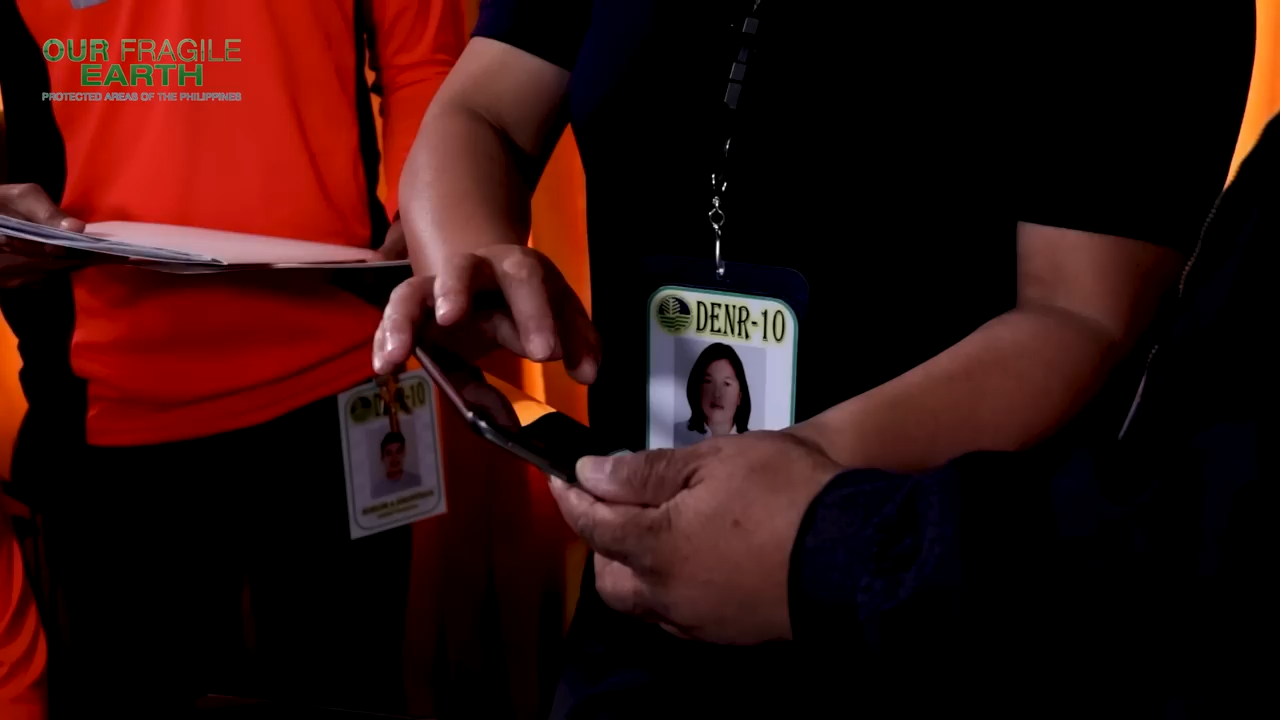 OUR FRAGILE
EARTH
PROTECTED AREAS OF THE PHILIPPINES
DENR-10
DENR-10